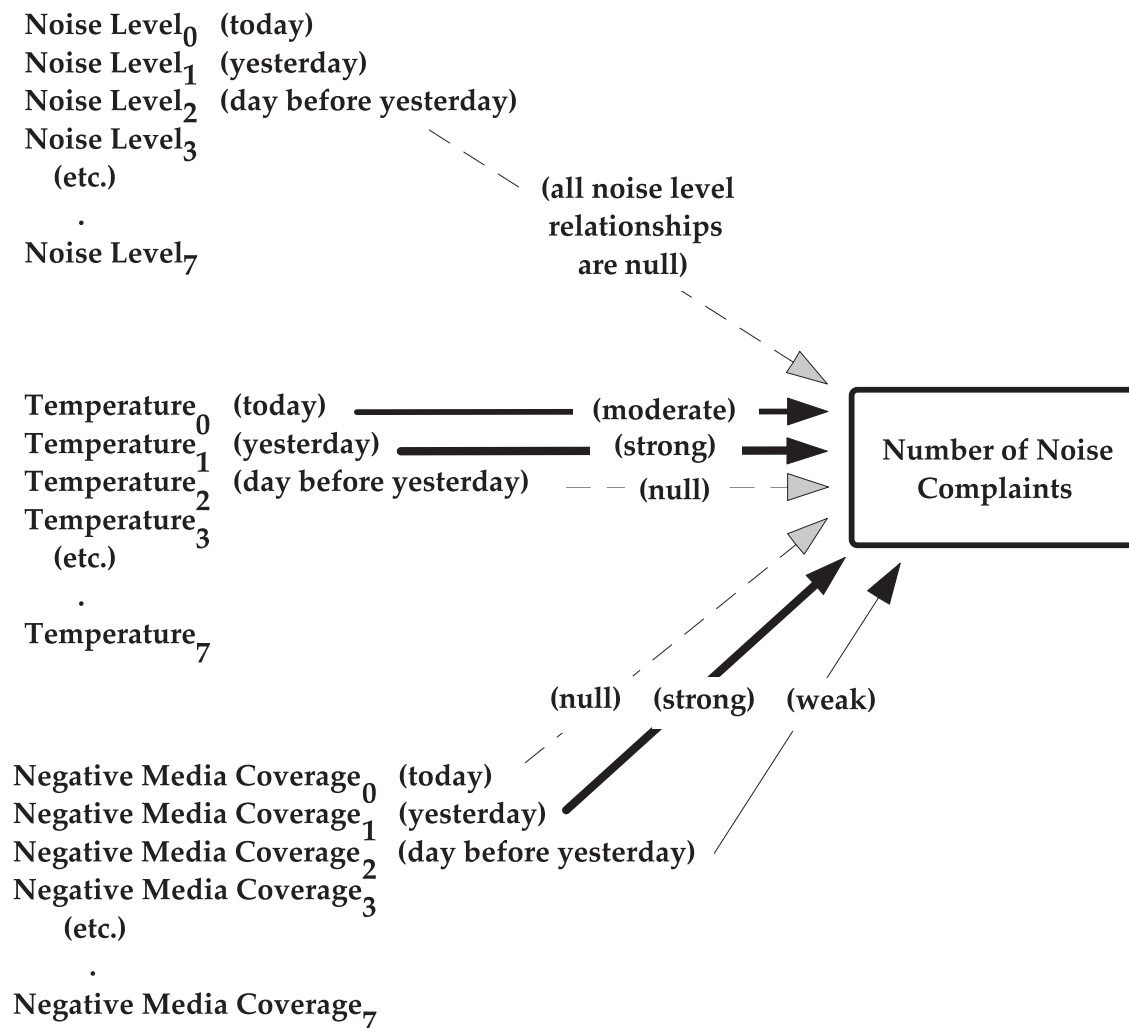 Noise Level0 (today)
Noise Level1 (yesterday)
Noise Level2 (day before yesterday)
Noise Level3
(etc.)
.
Noise Level7
(all noise level
relationships
are null)
Temperature0 (today) (moderate)
Temperature1 (yesterday) (strong)
Temperature2 (day before yesterday) (null)
Temperature3
(etc.)
.
Temperature7
Number of Noise
Complaints
(null) (strong) (weak)
Negative Media Coverage0 (today)
Negative Media Coverage1 (yesterday)
Negative Media Coverage2 (day before yesterday)
Negative Media Coverage3
(etc.)
.
Negative Media Coverage7